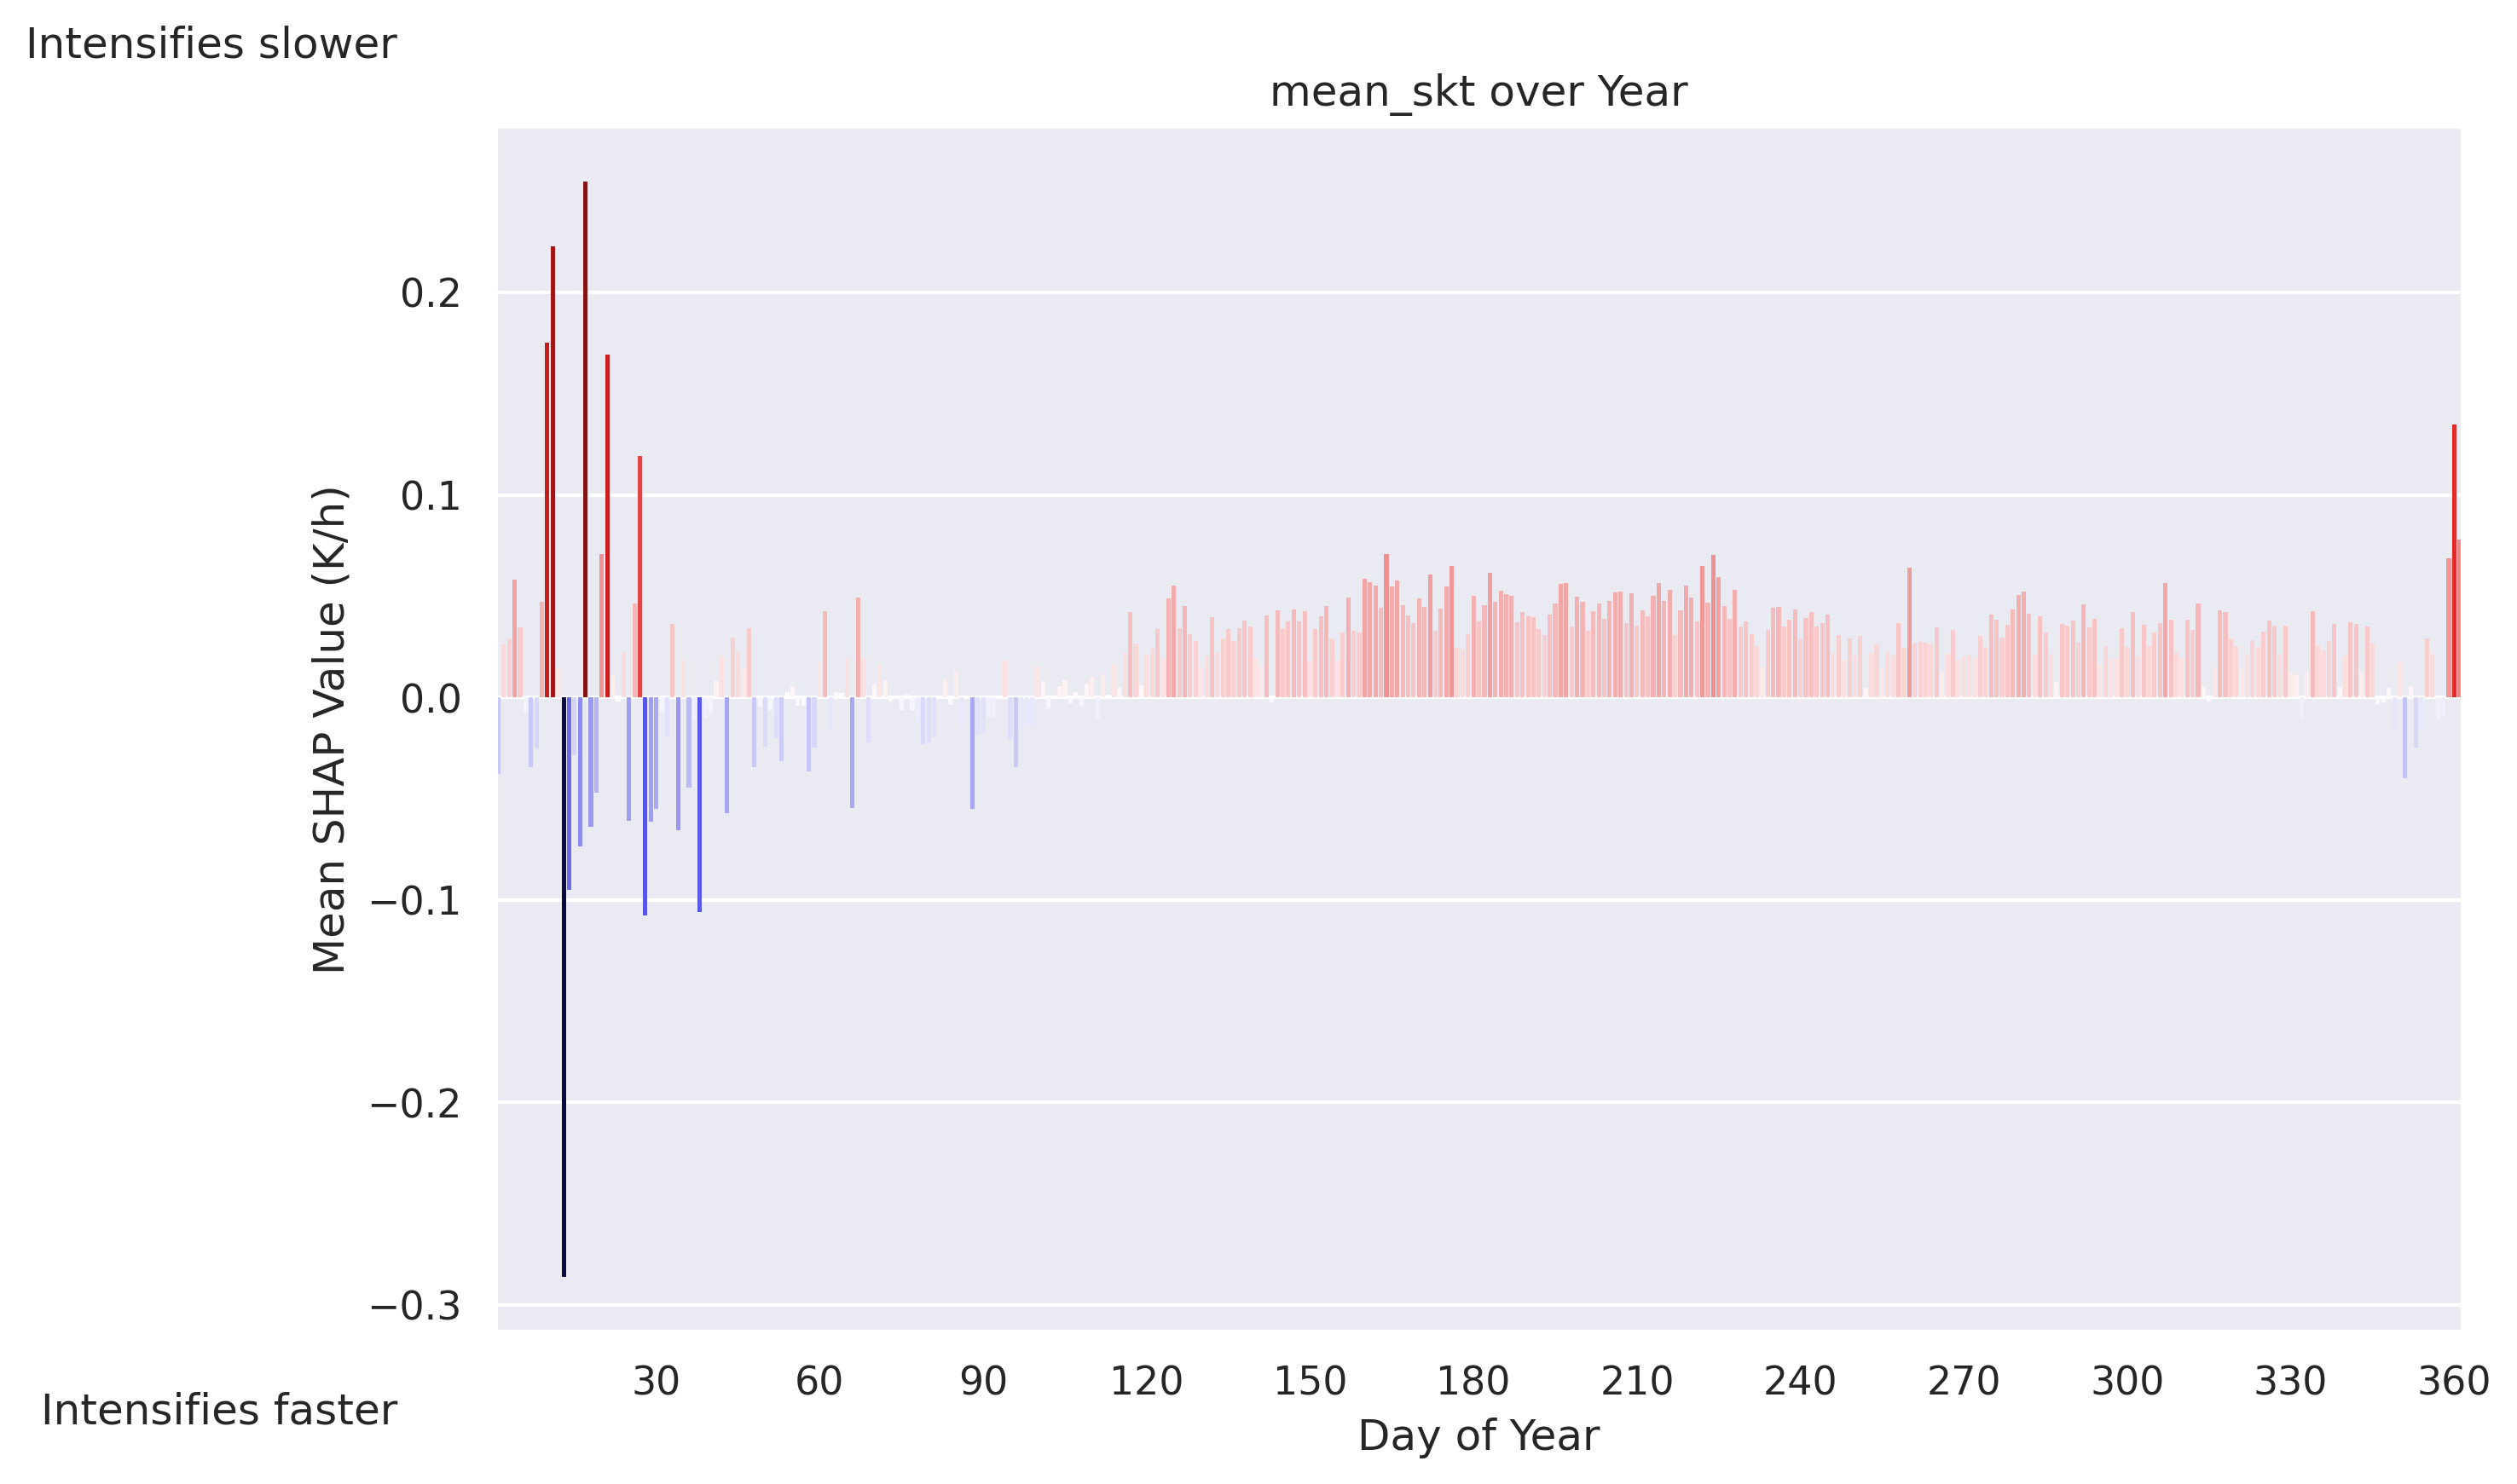 Intensifies slower
mean_skt over Year
Mean SHAP Value (K/h)
0.2
0.1
0.0
−0.1
−0.2
−0.3
30 60 90 120 150 180 210 240 270 300 330 360
Intensifies faster
Day of Year